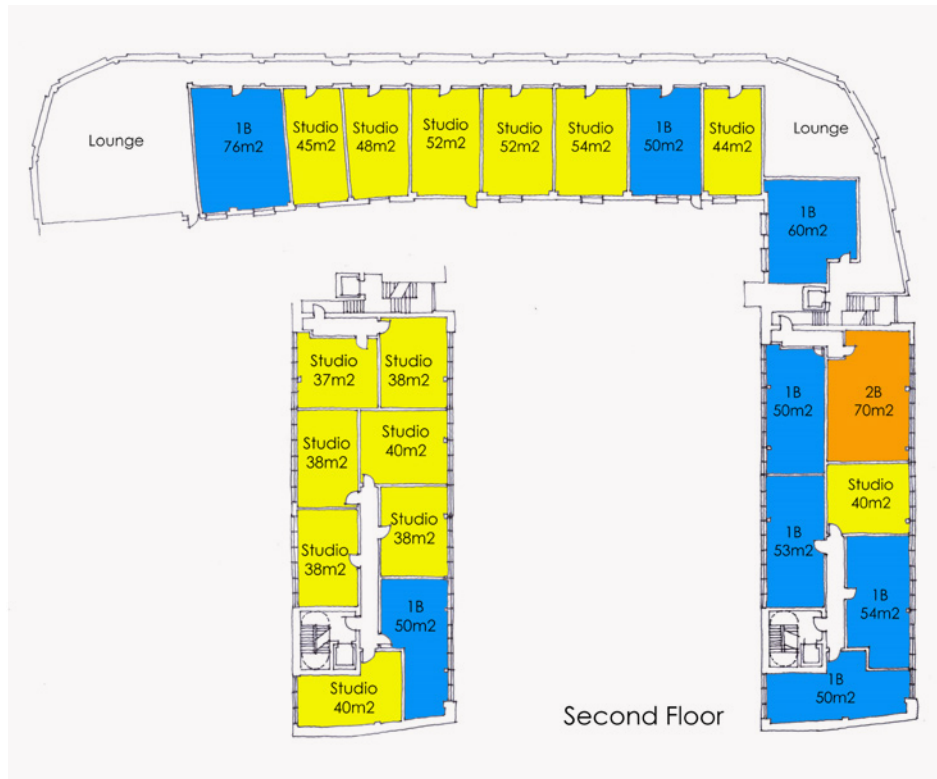 Lounge
1B
76m2
Studio
45m2
Studio
48m2
Studio
52m2
Studio
52m2
Studio
54m2
1B
50m2
Studio
44m2
Lounge
1B
60m2
Studio
37m2
Studio
38m2
Studio
38m2
Studio
40m2
Studio
38m2
Studio
38m2
1B
50m2
Studio
40m2
1B
50m2
2B
70m2
Studio
40m2
1B
53m2
1B
54m2
1B
50m2
Second Floor